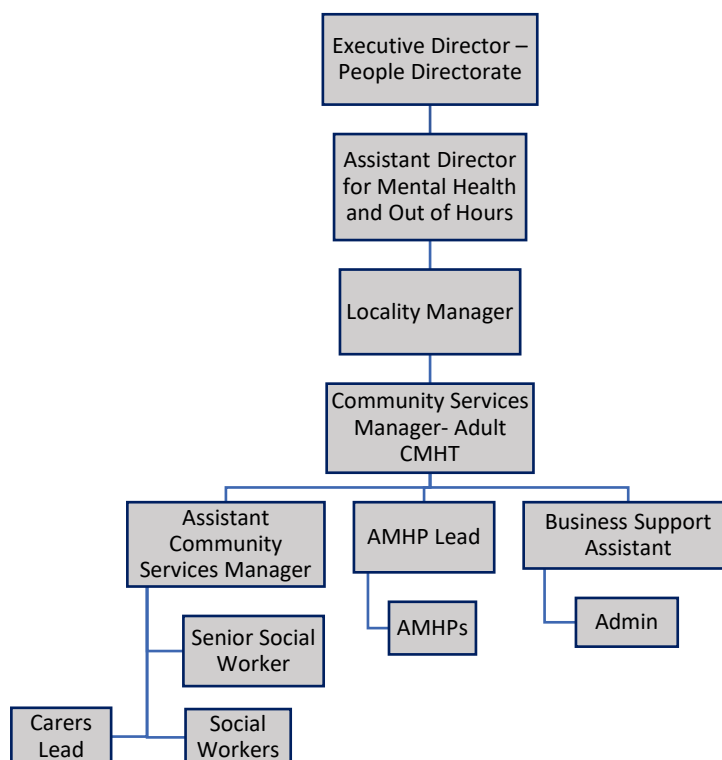 Executive Director –
People Directorate
Assistant Director
for Mental Health
and Out of Hours
Locality Manager
Community Services
Manager- Adult
CMHT
Assistant
Community
Services Manager
AMHP Lead
Business Support
Assistant
Senior Social
Worker
AMHPs
Admin
Carers
Lead
Social
Workers